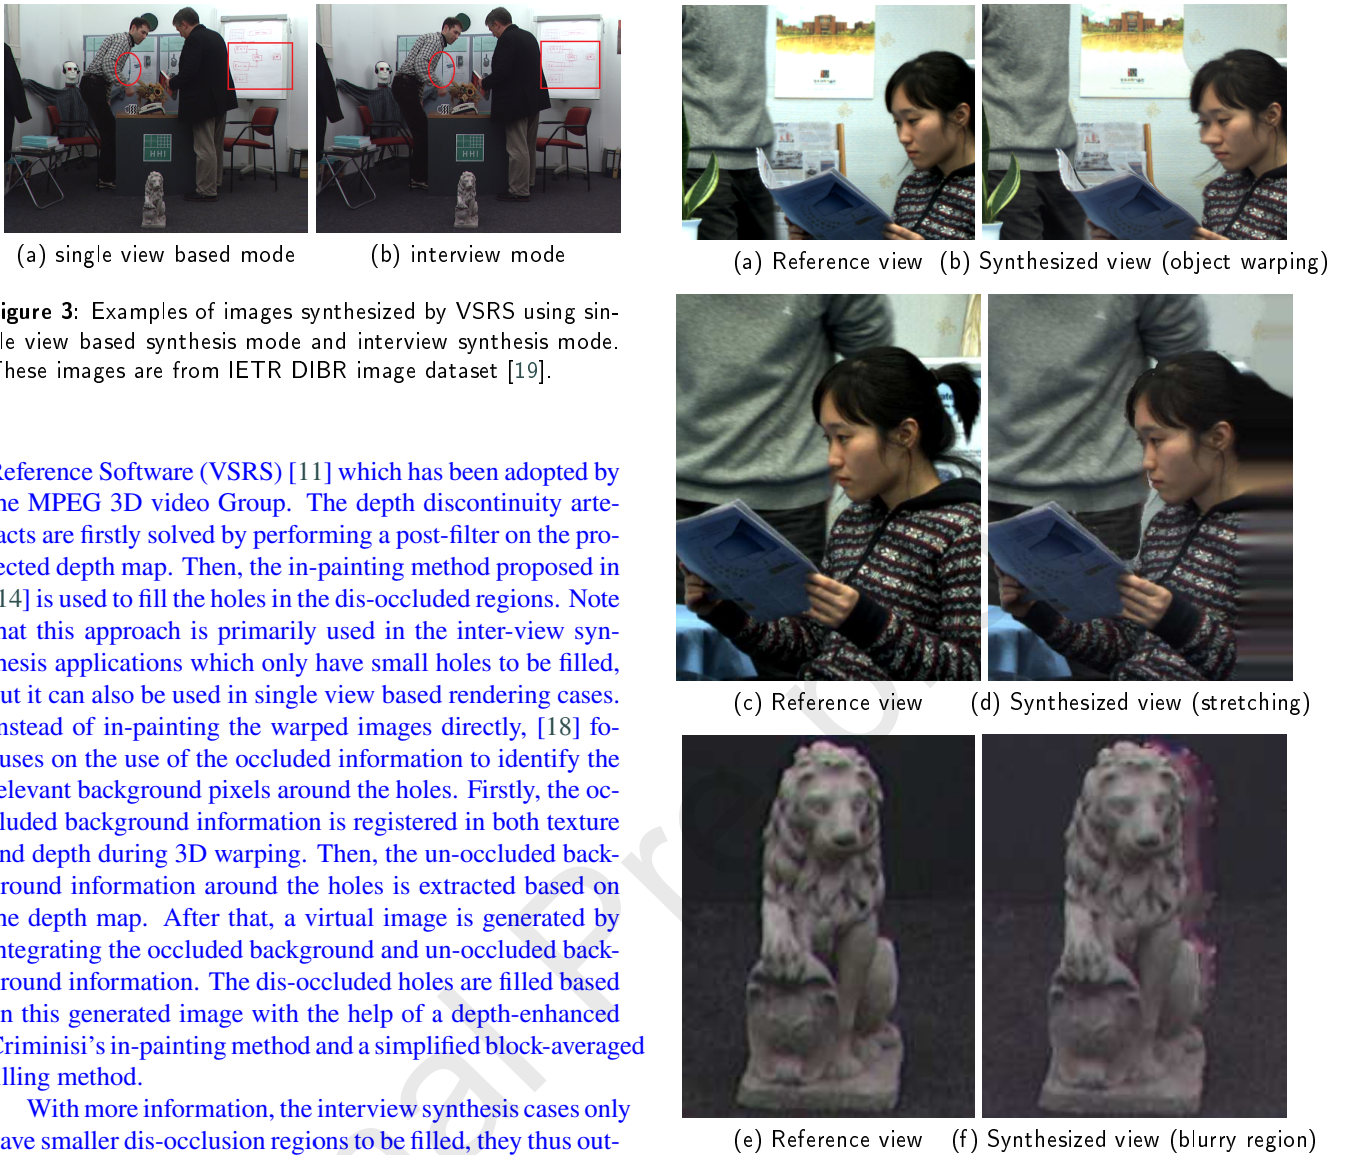 (a) single view based mode
(b) interview mode
igure 3: Examples of images synthesized by VSRS using sin-
le view based synthesis mode and interview synthesis mode.
hese images are from IETR DIBR image dataset [19].
eference Software (VSRS) [11] which has been adopted by
he MPEG 3D video Group. The depth discontinuity arte-
acts are firstly solved by performing a post-filter on the pro-
ected depth map. Then, the in-painting method proposed in
14] is used to fill the holes in the dis-occluded regions. Note
hat this approach is primarily used in the inter-view syn-
hesis applications which only have small holes to be filled,
ut it can also be used in single view based rendering cases.
nstead of in-painting the warped images directly, [18] fo-
uses on the use of the occluded information to identify the
elevant background pixels around the holes. Firstly, the oc-
luded background information is registered in both texture
nd depth during 3D warping. Then, the un-occluded back-
round information around the holes is extracted based on
he depth map. After that, a virtual image is generated by
ntegrating the occluded background and un-occluded back-
round information. The dis-occluded holes are filled based
n this generated image with the help of a depth-enhanced
Criminisi's in-painting method and a simplified block-averaged
lling method.
With more information, the interview synthesis cases only
ave smaller dis-occlusion regions to be filled, they thus out-
(a) Reference view
(b) Synthesized view (object warping)
(c) Reference view
(d) Synthesized view (stretching)
(e) Reference view
(f) Synthesized view (blurry region)
HHI
HHI